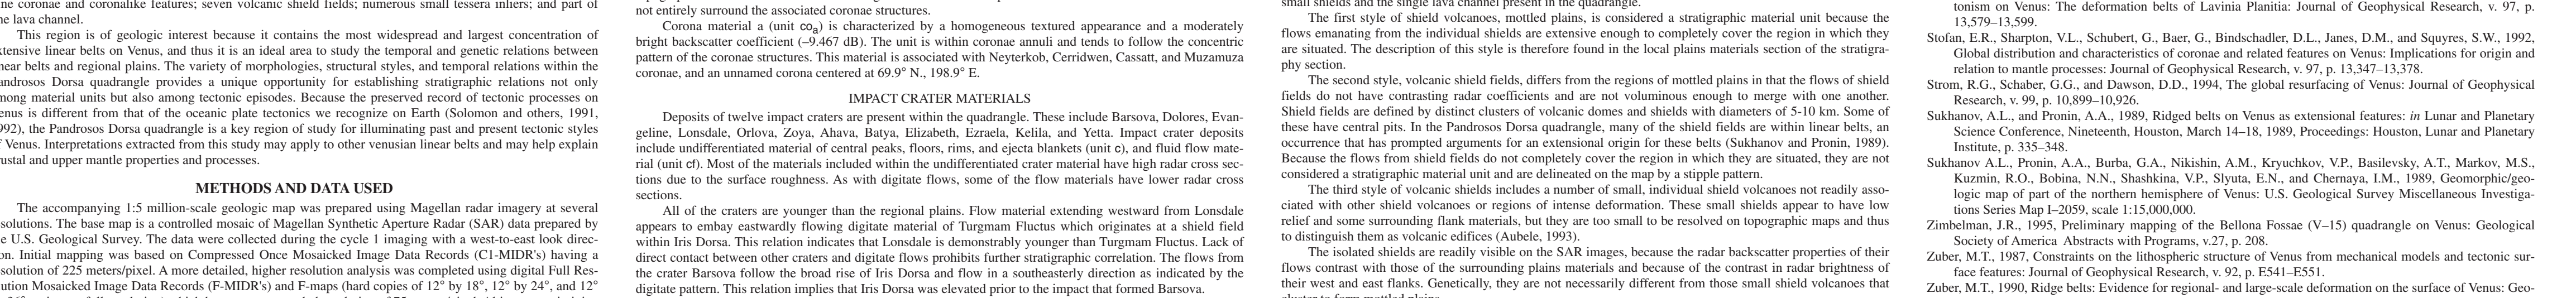 ine coronae and coronalike features; seven volcanic shield fields; numerous small tessera inliers; and part of
the lava channel.
This region is of geologic interest because it contains the most widespread and largest concentration of
xtensive linear belts on Venus, and thus it is an ideal area to study the temporal and genetic relations between
near belts and regional plains. The variety of morphologies, structural styles, and temporal relations within the
androsos Dorsa quadrangle provides a unique opportunity for establishing stratigraphic relations not only
mong material units but also among tectonic episodes. Because the preserved record of tectonic processes on
enus is different from that of the oceanic plate tectonics we recognize on Earth (Solomon and others, 1991,
992), the Pandrosos Dorsa quadrangle is a key region of study for illuminating past and present tectonic styles
f Venus. Interpretations extracted from this study may apply to other venusian linear belts and may help explain
rustal and upper mantle properties and processes.
METHODS AND DATA USED
The accompanying 1:5 million-scale geologic map was prepared using Magellan radar imagery at several
solutions. The base map is a controlled mosaic of Magellan Synthetic Aperture Radar (SAR) data prepared by
e U.S. Geological Survey. The data were collected during the cycle 1 imaging with a west-to-east look direc-
on. Initial mapping was based on Compressed Once Mosaicked Image Data Records (C1-MIDR's) having a
solution of 225 meters/pixel. A more detailed, higher resolution analysis was completed using digital Full Res-
ution Mosaicked Image Data Records (F-MIDR's) and F-maps (hard copies of 12° by 18°, 12° by 24°, and 12°
not entirely surround the associated coronae structures.
Corona material a (unit coa) is characterized by a homogeneous textured appearance and a moderately
bright backscatter coefficient (–9.467 dB). The unit is within coronae annuli and tends to follow the concentric
pattern of the coronae structures. This material is associated with Neyterkob, Cerridwen, Cassatt, and Muzamuza
coronae, and an unnamed corona centered at 69.9° N., 198.9° E.
IMPACT CRATER MATERIALS
Deposits of twelve impact craters are present within the quadrangle. These include Barsova, Dolores, Evan-
geline, Lonsdale, Orlova, Zoya, Ahava, Batya, Elizabeth, Ezraela, Kelila, and Yetta. Impact crater deposits
include undifferentiated material of central peaks, floors, rims, and ejecta blankets (unit c), and fluid flow mate-
rial (unit cf). Most of the materials included within the undifferentiated crater material have high radar cross sec-
tions due to the surface roughness. As with digitate flows, some of the flow materials have lower radar cross
sections.
All of the craters are younger than the regional plains. Flow material extending westward from Lonsdale
appears to embay eastwardly flowing digitate material of Turgmam Fluctus which originates at a shield field
within Iris Dorsa. This relation indicates that Lonsdale is demonstrably younger than Turgmam Fluctus. Lack of
direct contact between other craters and digitate flows prohibits further stratigraphic correlation. The flows from
the crater Barsova follow the broad rise of Iris Dorsa and flow in a southeasterly direction as indicated by the
digitate pattern. This relation implies that Iris Dorsa was elevated prior to the impact that formed Barsova.
small shields and the single lava channel present in the quadrangle.
The first style of shield volcanoes, mottled plains, is considered a stratigraphic material unit because the
flows emanating from the individual shields are extensive enough to completely cover the region in which they
are situated. The description of this style is therefore found in the local plains materials section of the stratigra-
phy section.
The second style, volcanic shield fields, differs from the regions of mottled plains in that the flows of shield
fields do not have contrasting radar coefficients and are not voluminous enough to merge with one another.
Shield fields are defined by distinct clusters of volcanic domes and shields with diameters of 5-10 km. Some of
these have central pits. In the Pandrosos Dorsa quadrangle, many of the shield fields are within linear belts, an
occurrence that has prompted arguments for an extensional origin for these belts (Sukhanov and Pronin, 1989).
Because the flows from shield fields do not completely cover the region in which they are situated, they are not
considered a stratigraphic material unit and are delineated on the map by a stipple pattern.
The third style of volcanic shields includes a number of small, individual shield volcanoes not readily asso-
ciated with other shield volcanoes or regions of intense deformation. These small shields appear to have low
relief and some surrounding flank materials, but they are too small to be resolved on topographic maps and thus
to distinguish them as volcanic edifices (Aubele, 1993).
The isolated shields are readily visible on the SAR images, because the radar backscatter properties of their
flows contrast with those of the surrounding plains materials and because of the contrast in radar brightness of
their west and east flanks. Genetically, they are not necessarily different from those small shield volcanoes that
cluster to form mottled plains.
tonism on Venus: The deformation belts of Lavinia Planitia: Journal of Geophysical Research, v. 97, p.
13,579–13,599.
Stofan, E.R., Sharpton, V.L., Schubert, G., Baer, G., Bindschadler, D.L., Janes, D.M., and Squyres, S.W., 1992,
Global distribution and characteristics of coronae and related features on Venus: Implications for origin and
relation to mantle processes: Journal of Geophysical Research, v. 97, p. 13,347–13,378.
Strom, R.G., Schaber, G.G., and Dawson, D.D., 1994, The global resurfacing of Venus: Journal of Geophysical
Research, v. 99, p. 10,899–10,926.
Sukhanov, A.L., and Pronin, A.A., 1989, Ridged belts on Venus as extensional features: in Lunar and Planetary
Science Conference, Nineteenth, Houston, March 14–18, 1989, Proceedings: Houston, Lunar and Planetary
Institute, p. 335–348.
Sukhanov A.L., Pronin, A.A., Burba, G.A., Nikishin, A.M., Kryuchkov, V.P., Basilevsky, A.T., Markov, M.S.,
Kuzmin, R.O., Bobina, N.N., Shashkina, V.P., Slyuta, E.N., and Chernaya, I.M., 1989, Geomorphic/geo-
logic map of part of the northern hemisphere of Venus: U.S. Geological Survey Miscellaneous Investiga-
tions Series Map I–2059, scale 1:15,000,000.
Zimbelman, J.R., 1995, Preliminary mapping of the Bellona Fossae (V–15) quadrangle on Venus: Geological
Society of America Abstracts with Programs, v.27, p. 208.
Zuber, M.T., 1987, Constraints on the lithospheric structure of Venus from mechanical models and tectonic sur-
face features: Journal of Geophysical Research, v. 92, p. E541–E551.
Zuber, M.T., 1990, Ridge belts: Evidence for regional- and large-scale deformation on the surface of Venus: Geo-